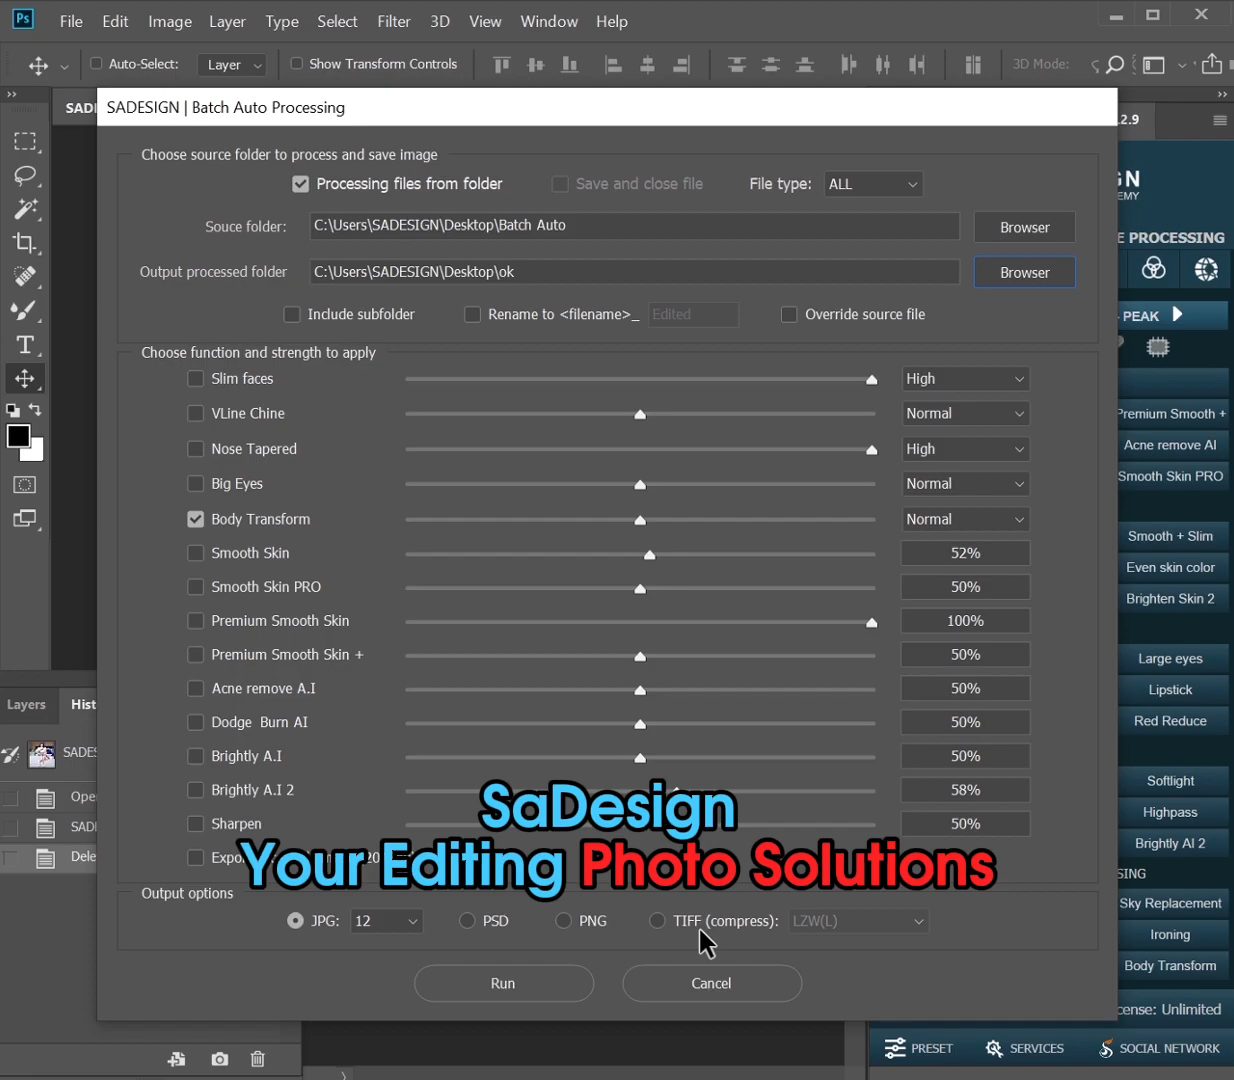 Ps File Edit Image Layer Type Select Filter 3D View Window Help
Auto-Select: Layer Show Transform Controls 3D Mode:
SADESIGN | Batch Auto Processing
Choose source folder to process and save image
Processing files from folder Save and close file File type: ALL
Souce folder: C:\Users\SADESIGN\Desktop\Batch Auto Browser
Output processed folder C:\Users\SADESIGN\Desktop\ok Browser
Include subfolder Rename to <filename>_ Edited Override source file
Choose function and strength to apply
Slim faces High
VLine Chine Normal
Nose Tapered High
Big Eyes Normal
Body Transform Normal
Smooth Skin 52%
Smooth Skin PRO 50%
Premium Smooth Skin 100%
Premium Smooth Skin + 50%
Acne remove A.I 50%
Dodge Burn AI 50%
Brightly A.I 50%
Brightly A.I 2 58%
Sharpen 50%
SaDesign
Your Editing Photo Solutions
Output options
JPG: 12 PSD PNG TIFF (compress): LZW(L)
Run Cancel
Layers
SADES
2.9
E PROCESSING
PEAK
Premium Smooth +
Acne remove AI
Smooth Skin PRO
Smooth + Slim
Even skin color
Brighten Skin 2
Large eyes
Lipstick
Red Reduce
Softlight
Highpass
Brightly AI 2
SING
Sky Replacement
Ironing
Body Transform
cense: Unlimited
PRESET SERVICES SOCIAL NETWORK